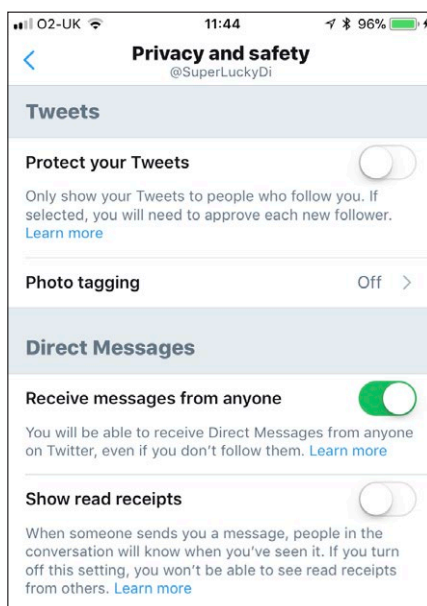 O2-UK 11:44 96%
Privacy and safety
@SuperLuckyDi
Tweets
Protect your Tweets
Only show your Tweets to people who follow you. If
selected, you will need to approve each new follower.
Learn more
Photo tagging Off
Direct Messages
Receive messages from anyone
You will be able to receive Direct Messages from anyone
on Twitter, even if you don’t follow them. Learn more
Show read receipts
When someone sends you a message, people in the
conversation will know when you’ve seen it. If you turn
off this setting, you won’t be able to see read receipts
from others. Learn more